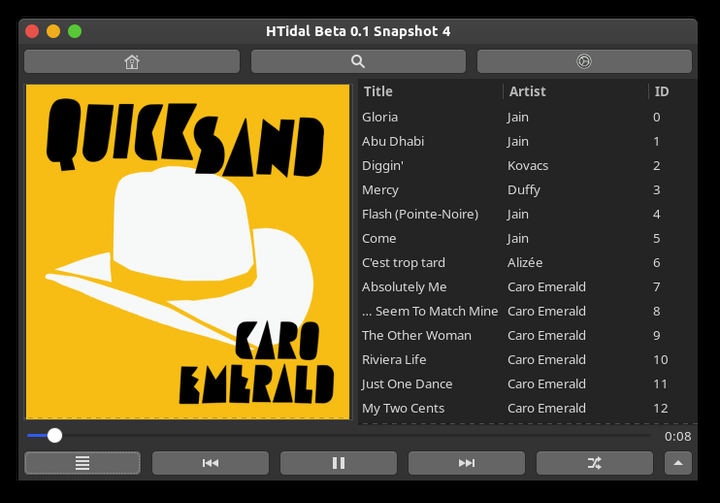 HTidal Beta 0.1 Snapshot 4
QUICKSAND
CARO
EMERALD
Title Artist ID
Gloria Jain 0
Abu Dhabi Jain 1
Diggin' Kovacs 2
Mercy Duffy 3
Flash (Pointe-Noire) Jain 4
Come Jain 5
C'est trop tard Alizée 6
Absolutely Me Caro Emerald 7
... Seem To Match Mine Caro Emerald 8
The Other Woman Caro Emerald 9
Riviera Life Caro Emerald 10
Just One Dance Caro Emerald 11
My Two Cents Caro Emerald 12
0:08